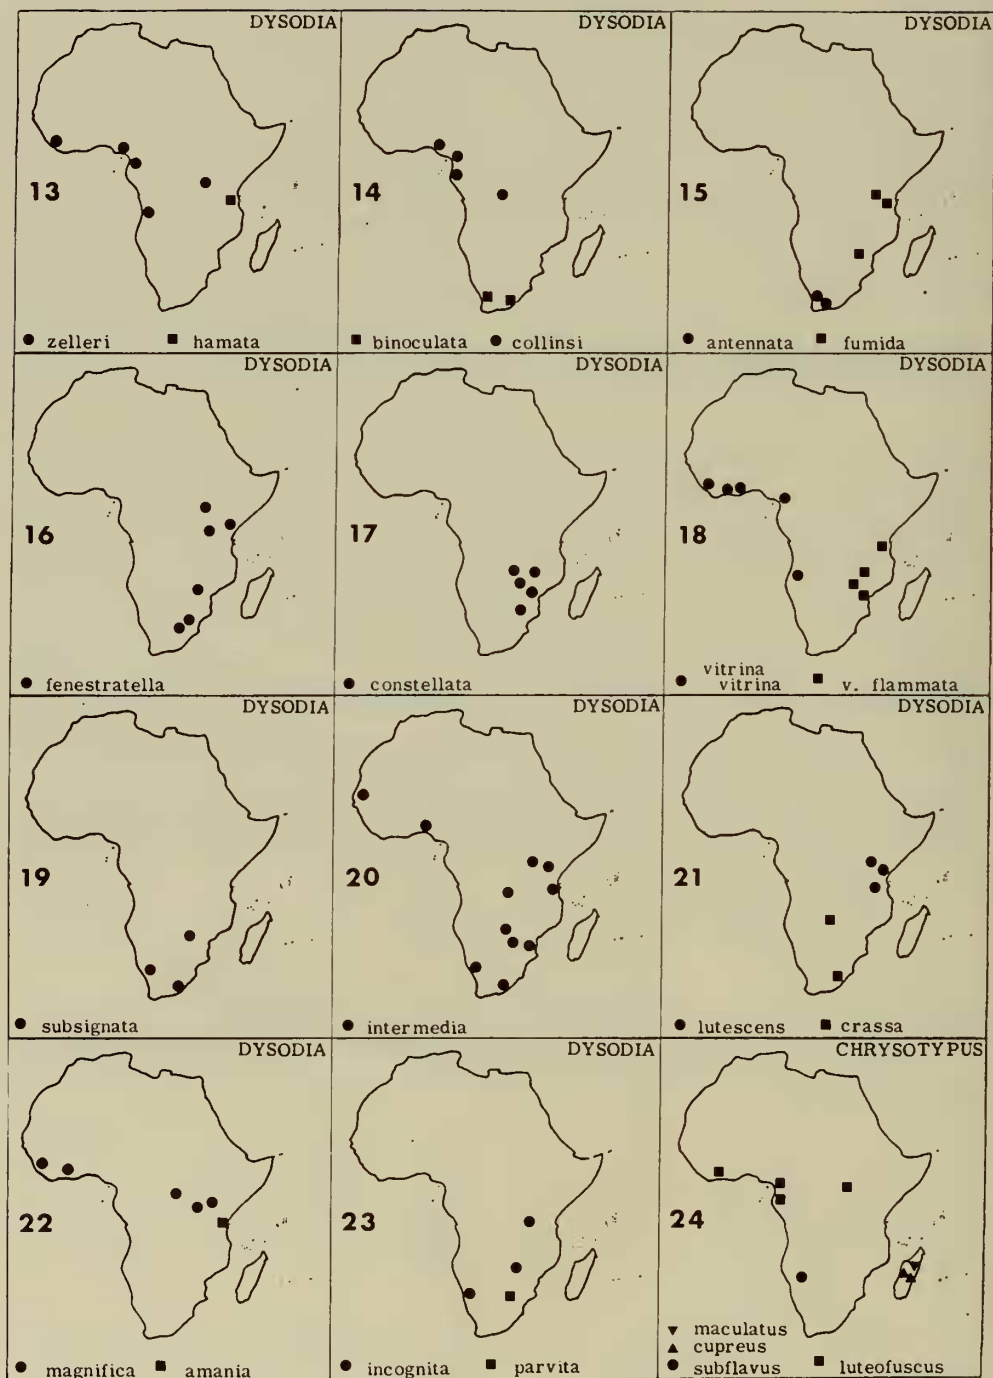 DYSODIA
13
● zelleri ■ hamata
DYSODIA
14
■ binoculata ● collinsi
DYSODIA
15
● antennata ■ fumida
DYSODIA
16
● fenestratella
DYSODIA
17
● constellata
DYSODIA
18
● vitrina
vitrina ■ v. flammata
DYSODIA
19
● subsignata
DYSODIA
20
● intermedia
DYSODIA
21
● lutescens ■ crassa
DYSODIA
22
● magnifica ■ amania
DYSODIA
23
● incognita ■ parvita
CHRYSOTYPUS
24
▼ maculatus
▲ cupreus
● subflavus ■ luteofuscus